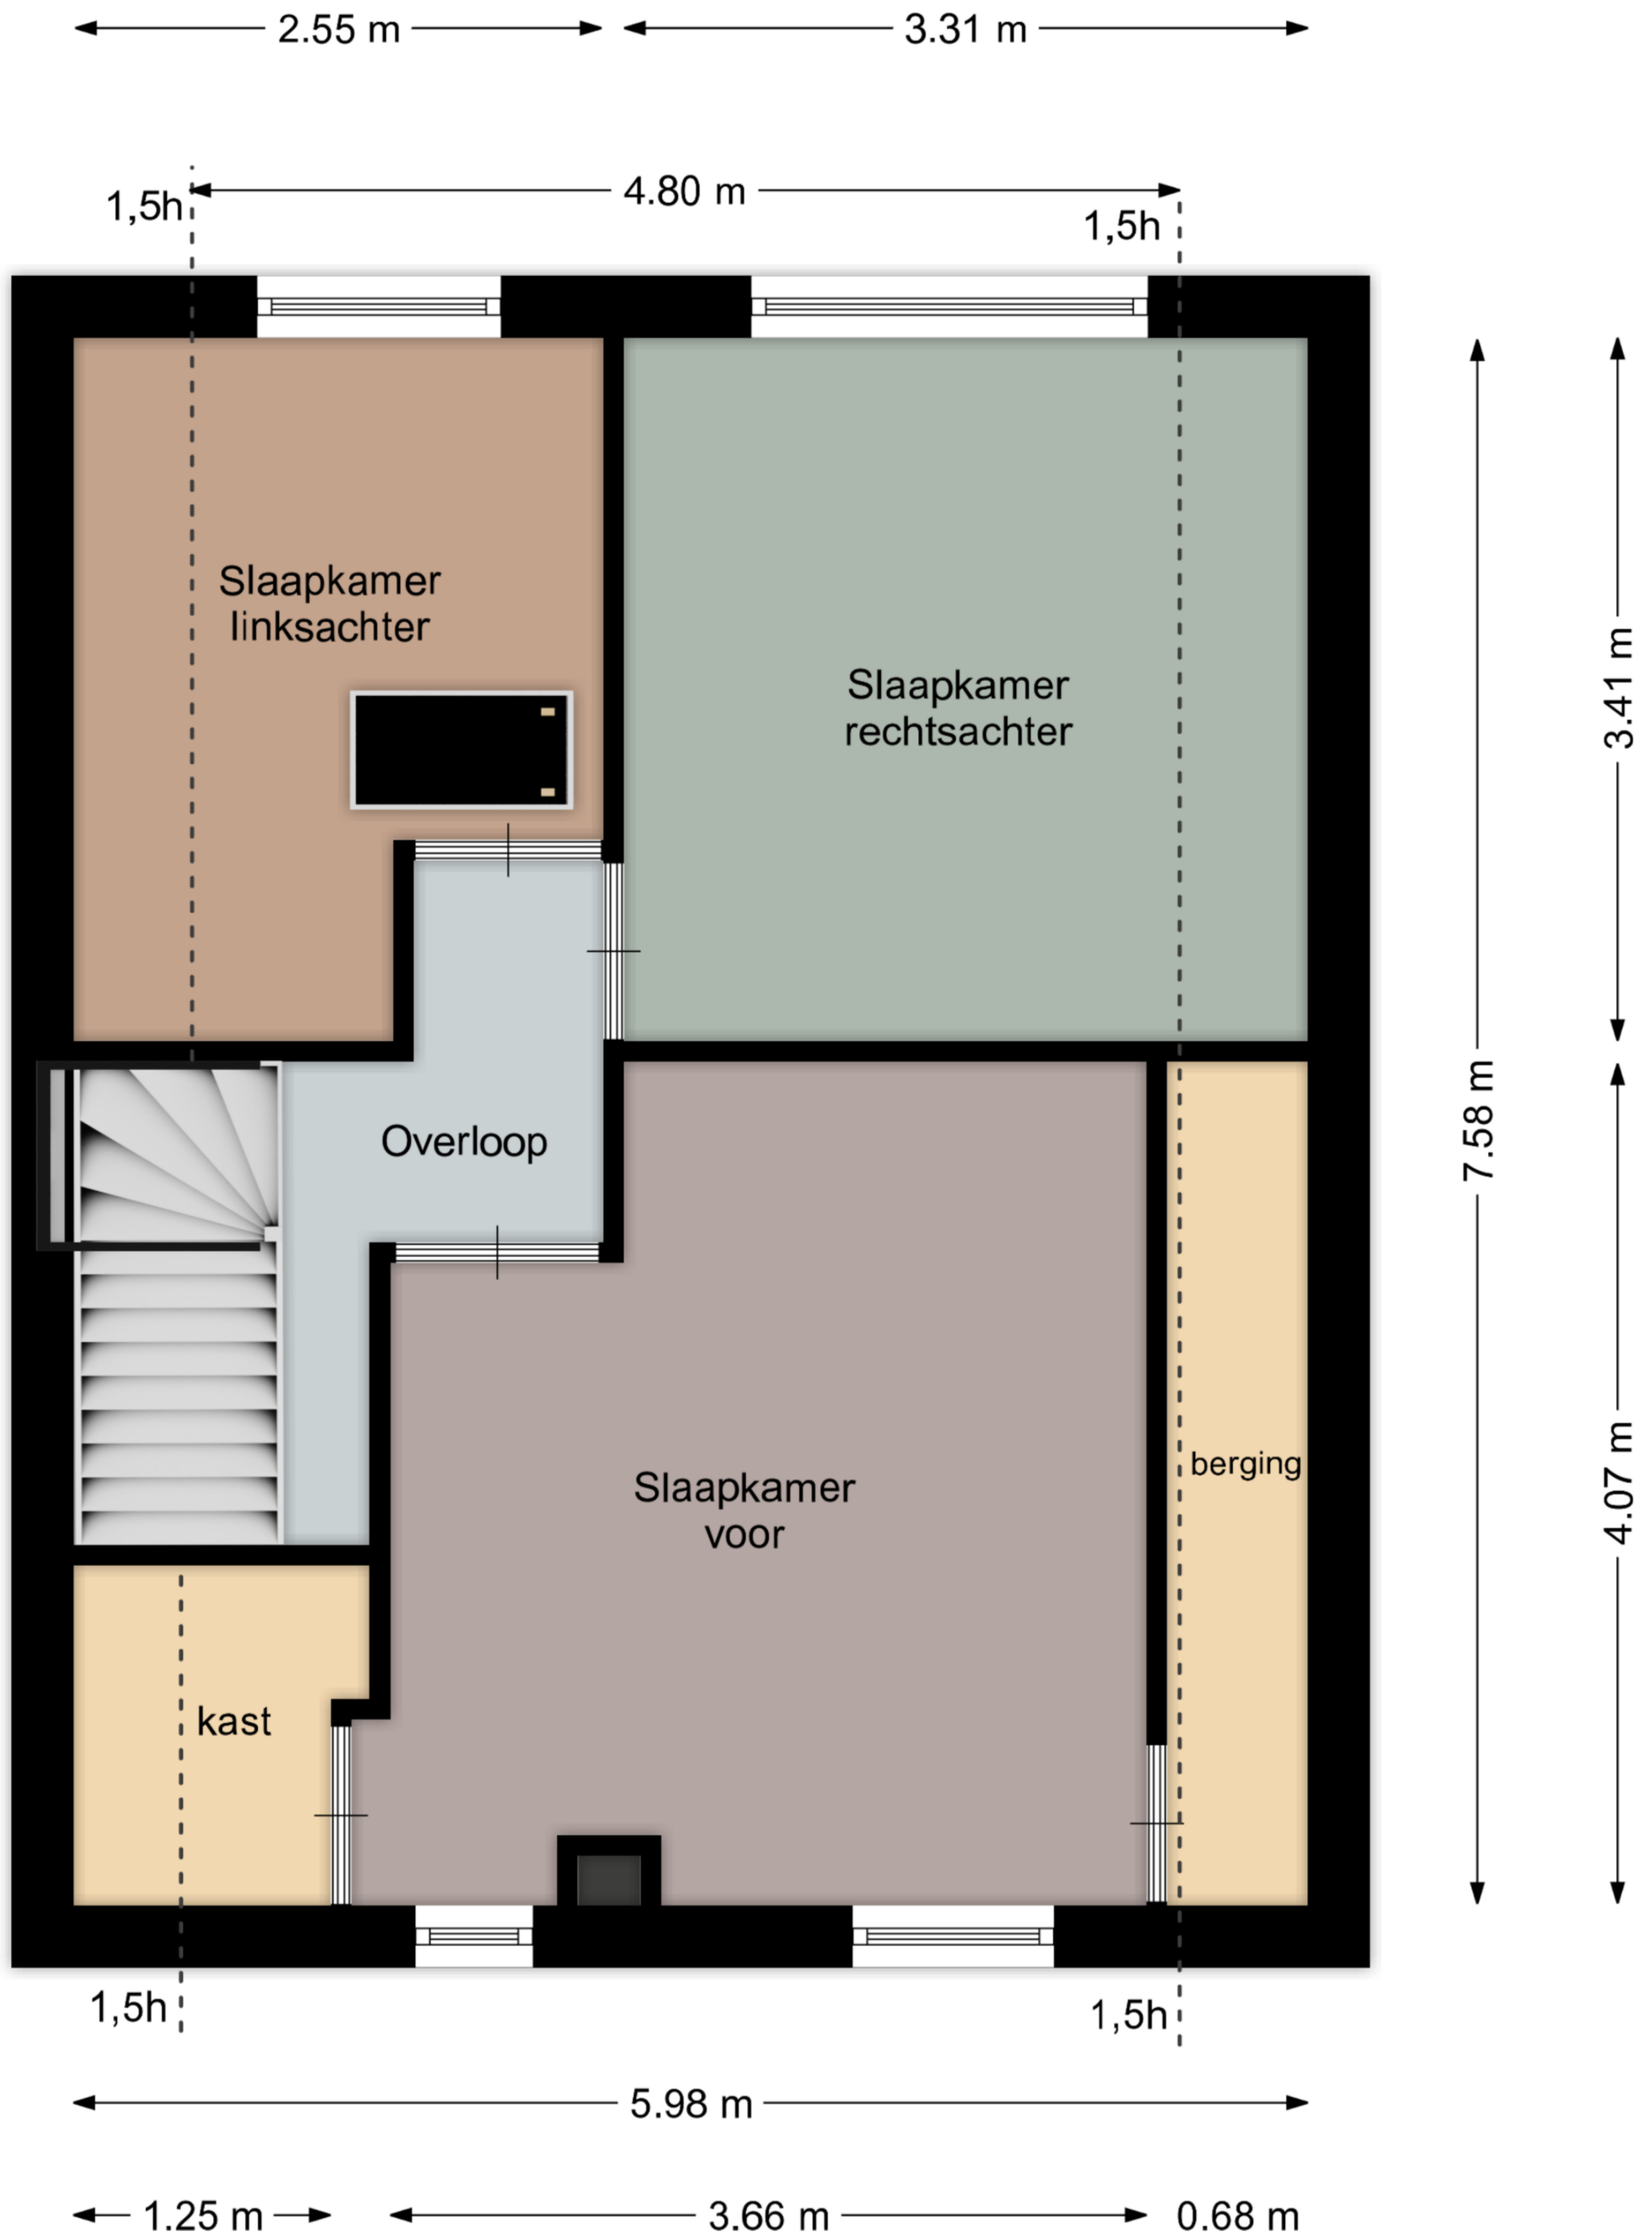 2.55 m
3.31 m
4.80 m
1,5h
1,5h
Slaapkamer
linksachter
Slaapkamer
rechtsachter
3.41 m
7.58 m
Overloop
berging
4.07 m
Slaapkamer
voor
kast
1,5h
1,5h
5.98 m
1.25 m
3.66 m
0.68 m